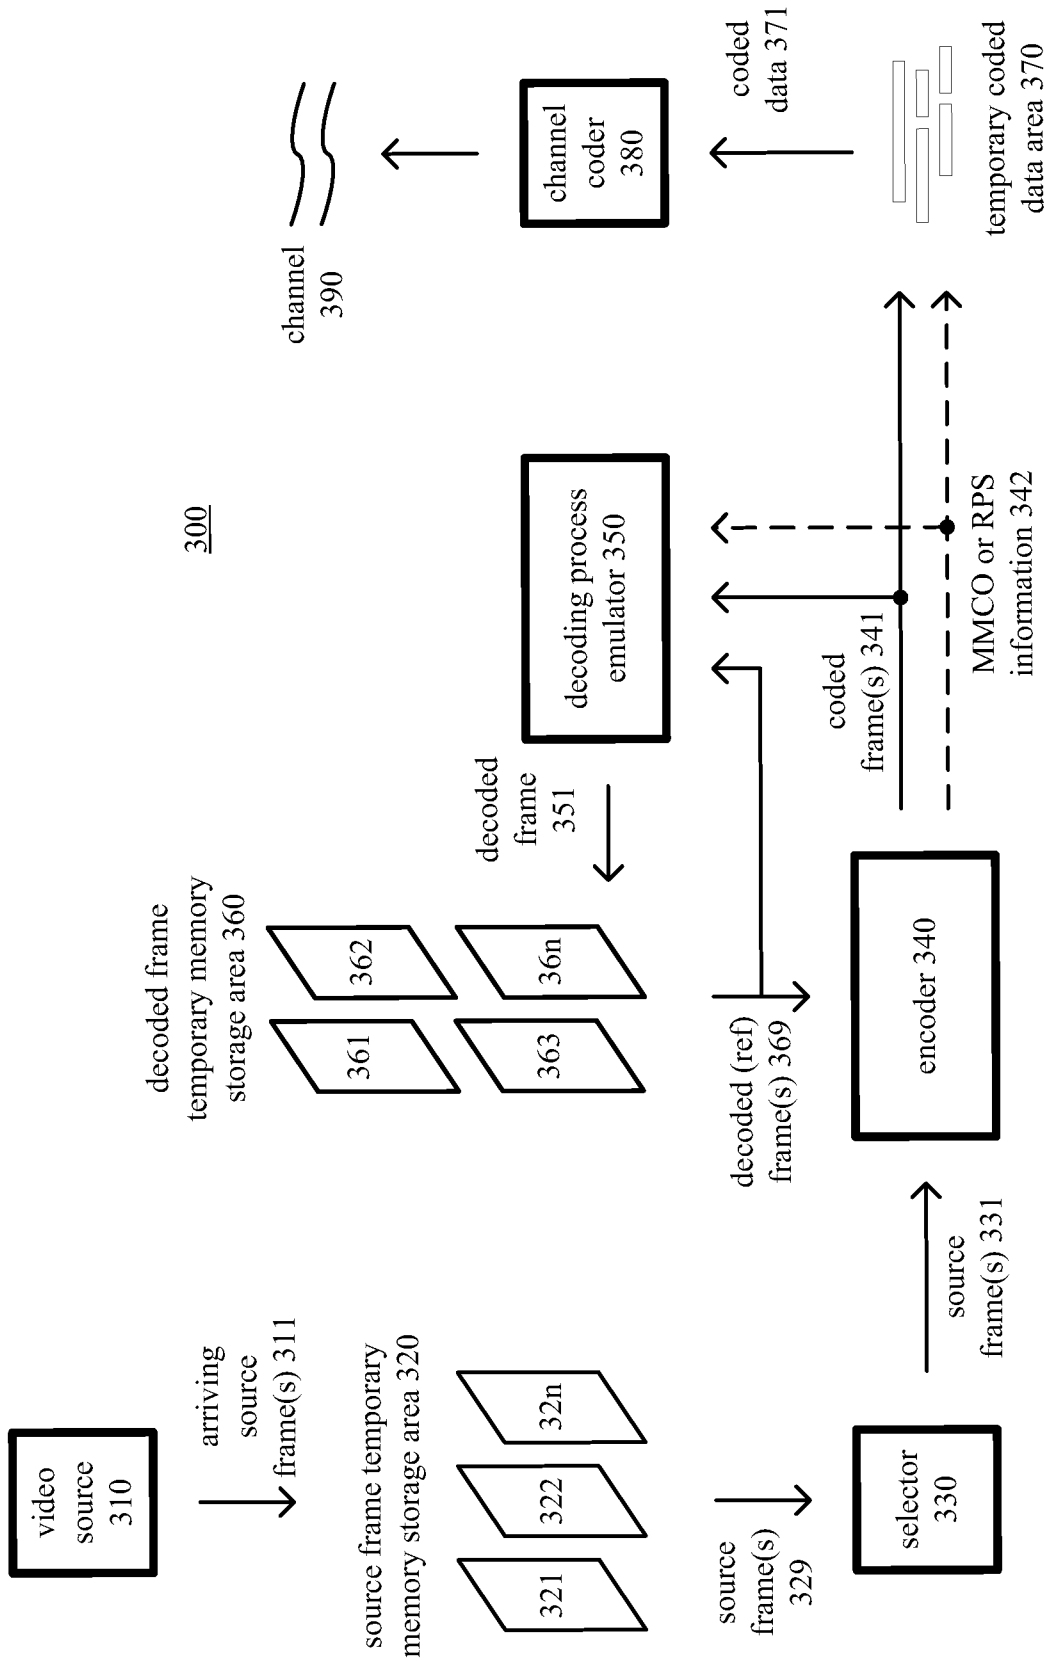 300
video
source
310
arriving
source
frame(s) 311
source frame temporary
memory storage area 320
321
322
32n
source
frame(s)
329
selector
330
source
frame(s) 331
decoded frame
temporary memory
storage area 360
361
362
363
36n
decoded (ref)
frame(s) 369
encoder 340
decoded
frame
351
decoding process
emulator 350
coded
frame(s) 341
MMCO or RPS
information 342
channel
390
channel
coder
380
coded
data 371
temporary coded
data area 370